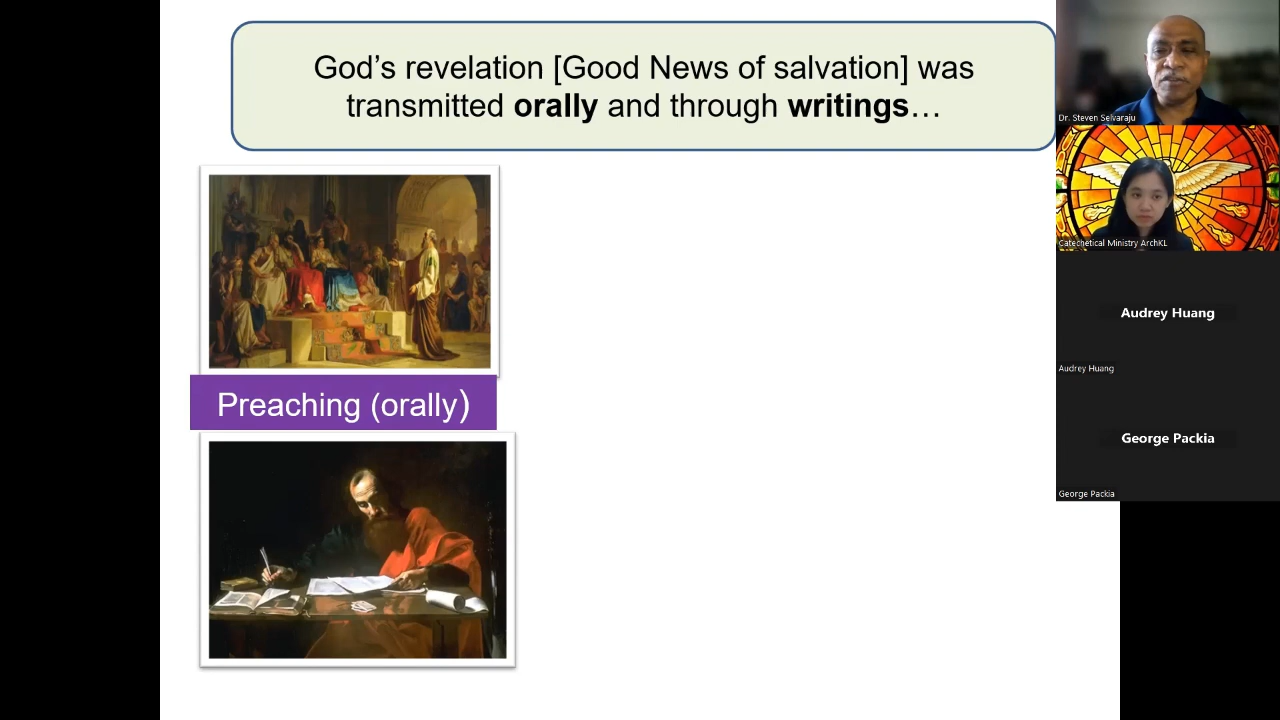 God’s revelation [Good News of salvation] was
transmitted orally and through writings…
Preaching (orally)
Dr. Steven Selvaraju
Catechetical Ministry ArchKL
Audrey Huang
Audrey Huang
George Packia
George Packia